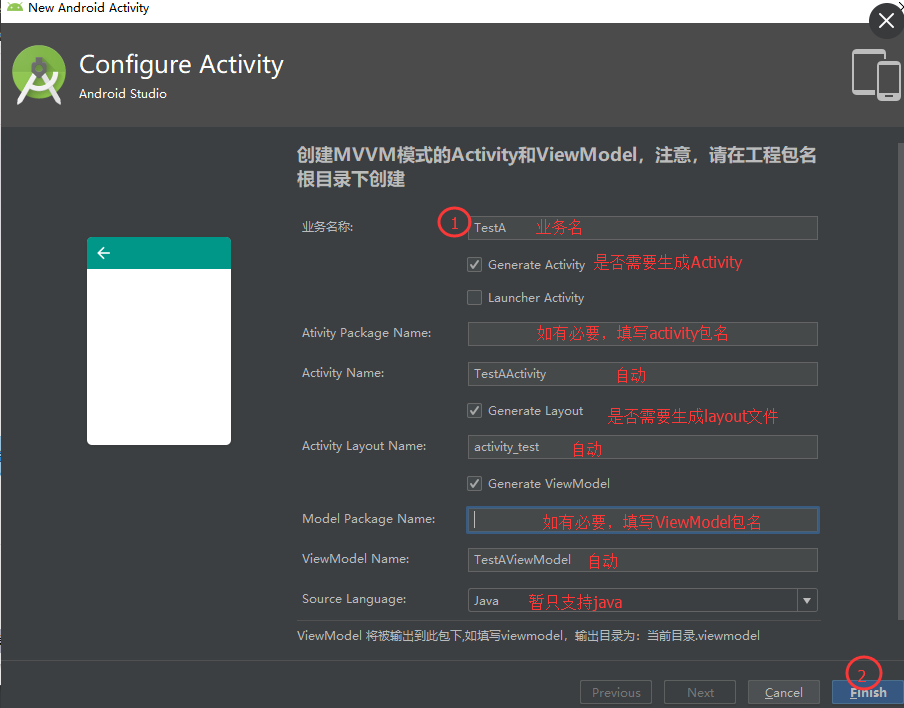 New Android Activity
Configure Activity
Android Studio
创建MVVM模式的Activity和ViewModel，注意，请在工程包名
根目录下创建
业务名称: 1 TestA 业务名
Generate Activity 是否需要生成Activity
Launcher Activity
Ativity Package Name: 如有必要，填写activity包名
Activity Name: TestAActivity 自动
Generate Layout 是否需要生成layout文件
Activity Layout Name: activity_test 自动
Generate ViewModel
Model Package Name: 如有必要，填写ViewModel包名
ViewModel Name: TestAViewModel 自动
Source Language: Java 暂只支持java
ViewModel 将被输出到此包下,如填写viewmodel，输出目录为：当前目录.viewmodel
2
Previous Next Cancel Finish